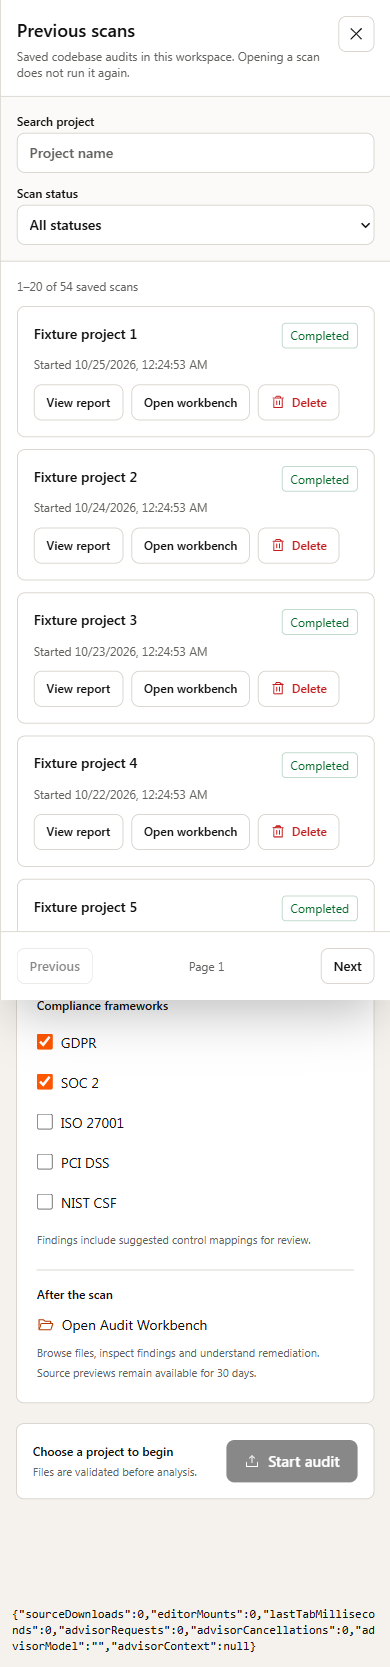 Previous scans
Saved codebase audits in this workspace. Opening a scan
does not run it again.
Search project
Project name
Scan status
All statuses
1–20 of 54 saved scans
Fixture project 1
Completed
Started 10/25/2026, 12:24:53 AM
View report
Open workbench
Delete
Fixture project 2
Completed
Started 10/24/2026, 12:24:53 AM
View report
Open workbench
Delete
Fixture project 3
Completed
Started 10/23/2026, 12:24:53 AM
View report
Open workbench
Delete
Fixture project 4
Completed
Started 10/22/2026, 12:24:53 AM
View report
Open workbench
Delete
Fixture project 5
Completed
Previous
Page 1
Next
Compliance frameworks
GDPR
SOC 2
ISO 27001
PCI DSS
NIST CSF
Findings include suggested control mappings for review.
After the scan
Open Audit Workbench
Browse files, inspect findings and understand remediation.
Source previews remain available for 30 days.
Choose a project to begin
Files are validated before analysis.
Start audit
{"sourceDownloads":0,"editorMounts":0,"lastTabMilliseco
nds":0,"advisorRequests":0,"advisorCancellations":0,"ad
visorModel":"","advisorContext":null}